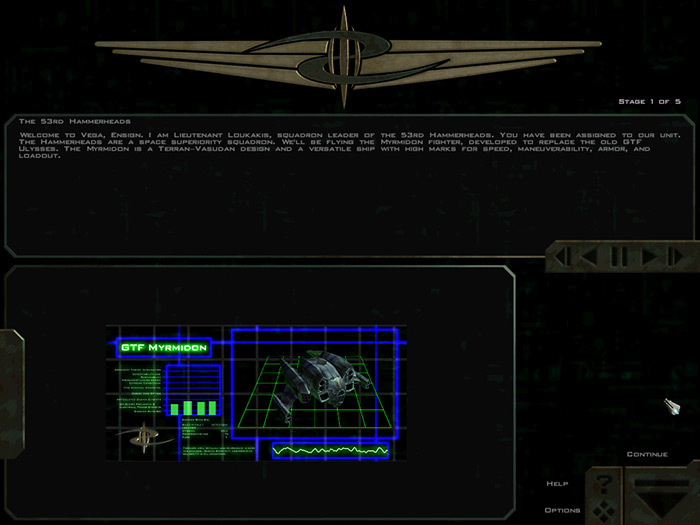 Stage 1 of 5
The 53rd Hammerheads
Welcome to Vega, Ensign. I am Lieutenant Loukakis, squadron leader of the 53rd Hammerheads. You have been assigned to our unit.
The Hammerheads are a space superiority squadron. We'll be flying the Myrmidon fighter, developed to replace the old GTF
Ulysses. The Myrmidon is a Terran-Vasudan design and a versatile ship with high marks for speed, maneuverability, armor, and
loadout.
GTF Myrmidon
Continue
Help
Options